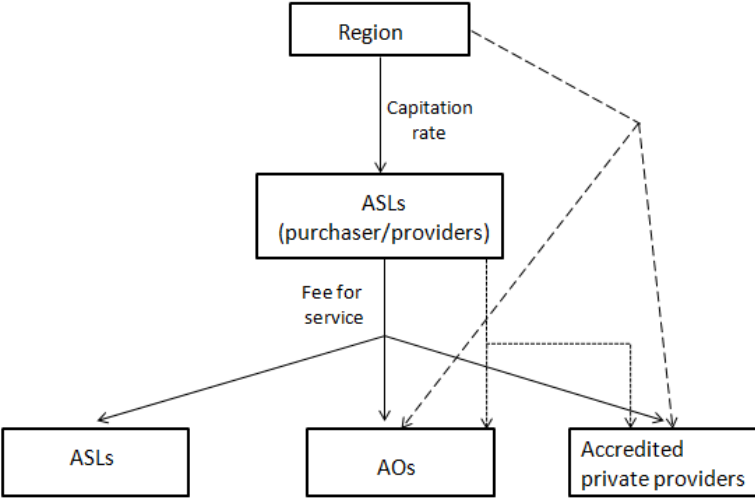 Region
Capitation
rate
ASLs
(purchaser/providers)
Fee for
service
ASLs
AOs
Accredited
private providers